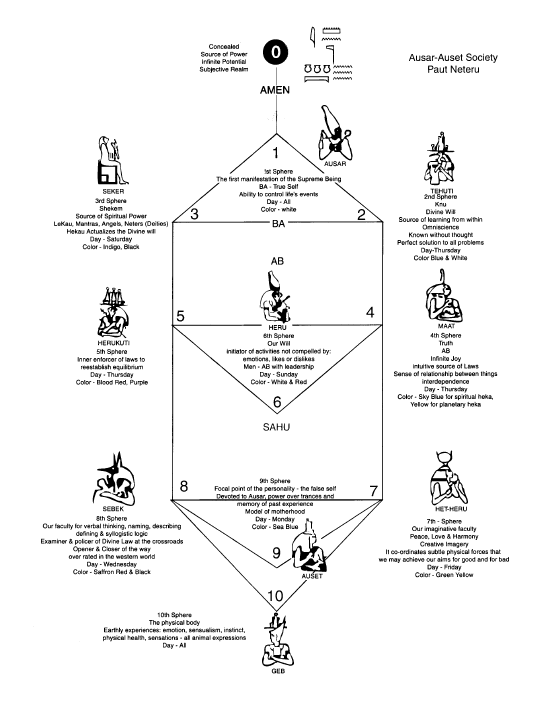 Concealed
Source of Power
Infinite Potential
Subjective Realm
0
AMEN
Ausar-Auset Society
Paut Neteru
AUSAR
1
1st Sphere
The first manifestation of the Supreme Being
BA - True Self
Ability to control life's events
Day - All
Color - white
SEKER
3rd Sphere
Shekem
Source of Spiritual Power
LeKau, Mantras, Angels, Neters (Deities)
Hekau Actualizes the Divine will
Day - Saturday
Color - Indigo, Black
3
BA
2
TEHUTI
2nd Sphere
Knu
Divine Will
Source of learning from within
Omniscience
Known without thought
Perfect solution to all problems
Day-Thursday
Color Blue & White
AB
HERUKUTI
5th Sphere
Inner enforcer of laws to
reestablish equilibrium
Day - Thursday
Color - Blood Red, Purple
5
4
HERU
6th Sphere
Our Will
initiator of activities not compelled by:
emotions, likes or dislikes
Men - AB with leadership
Day - Sunday
Color - White & Red
6
MAAT
4th Sphere
Truth
AB
Infinite Joy
intuitive source of Laws
Sense of relationship between things
interdependence
Day - Thursday
Color - Sky Blue for spiritual heka,
Yellow for planetary heka
SAHU
SEBEK
8th Sphere
Our faculty for verbal thinking, naming, describing
defining & syllogistic logic
Examiner & policer of Divine Law at the crossroads
Opener & Closer of the way
over rated in the western world
Day - Wednesday
Color - Saffron Red & Black
8
7
9th Sphere
Focal point of the personality - the false self
Devoted to Ausar, power over trances and
memory of past experience
Model of motherhood
Day - Monday
Color - Sea Blue
9
AUSET
HET-HERU
7th - Sphere
Our imaginative faculty
Peace, Love & Harmony
Creative Imagery
It co-ordinates subtle physical forces that
we may achieve our aims for good and for bad
Day - Friday
Color - Green Yellow
10
10th Sphere
The physical body
Earthly experiences: emotion, sensualism, instinct,
physical health, sensations - all animal expressions
Day - All
GEB